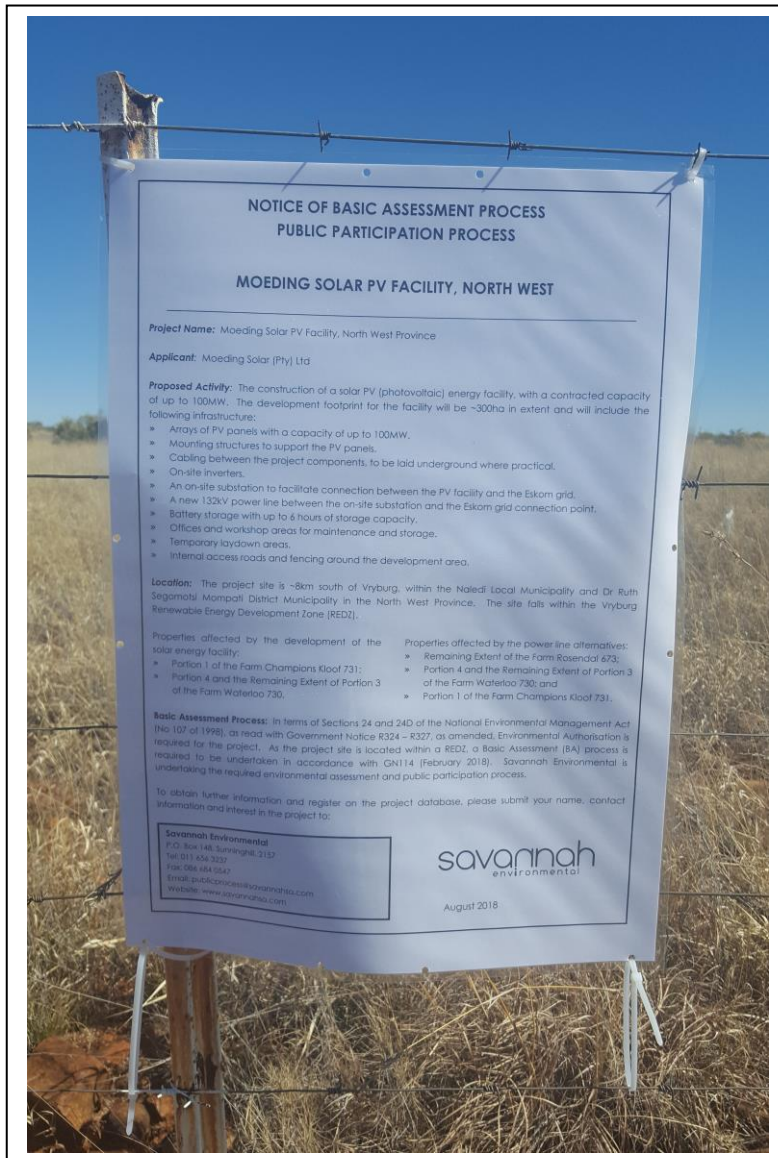 NOTICE OF BASIC ASSESSMENT PROCESS
PUBLIC PARTICIPATION PROCESS
MOEDING SOLAR PV FACILITY, NORTH WEST
Project Name: Moeding Solar PV Facility, North West Province
Applicant: Moeding Solar (Pty) Ltd
Proposed Activity: The construction of a solar PV (photovoltaic) energy facility, with a contracted capacity
of up to 100MW. The development footprint for the facility will be ~300ha in extent and will include the
following infrastructure:
» Arrays of PV panels with a capacity of up to 100MW.
» Mounting structures to support the PV panels.
» Cabling between the project components, to be laid underground where practical.
» On-site inverters.
» An on-site substation to facilitate connection between the PV facility and the Eskom grid.
» A new 132kV power line between the on-site substation and the Eskom grid connection point.
» Battery storage with up to 6 hours of storage capacity.
» Offices and workshop areas for maintenance and storage.
» Temporary laydown areas.
» Internal access roads and fencing around the development area.
Location: The project site is ~8km south of Vryburg, within the Naledi Local Municipality and Dr Ruth
Segomotsi Mompati District Municipality in the North West Province. The site falls within the Vryburg
Renewable Energy Development Zone (REDZ).
Properties affected by the development of the
solar energy facility:
» Portion 1 of the Farm Champions Kloof 731;
» Portion 4 and the Remaining Extent of Portion 3
of the Farm Waterloo 730.
Properties affected by the power line alternatives:
» Remaining Extent of the Farm Rosendal 673;
» Portion 4 and the Remaining Extent of Portion 3
of the Farm Waterloo 730; and
» Portion 1 of the Farm Champions Kloof 731.
Basic Assessment Process: In terms of Sections 24 and 24D of the National Environmental Management Act
(No 107 of 1998), as read with Government Notice R324 – R327, as amended, Environmental Authorisation is
required for the project. As the project site is located within a REDZ, a Basic Assessment (BA) process is
required to be undertaken in accordance with GN114 (February 2018). Savannah Environmental is
undertaking the required environmental assessment and public participation process.
To obtain further information and register on the project database, please submit your name, contact
information and interest in the project to:
Savannah Environmental
P.O. Box 148, Sunninghill, 2157
Tel: 011 656 3237
Fax: 086 684 0547
Email: publicprocess@savannahsa.com
Website: www.savannahsa.com
savannah
environmental
August 2018